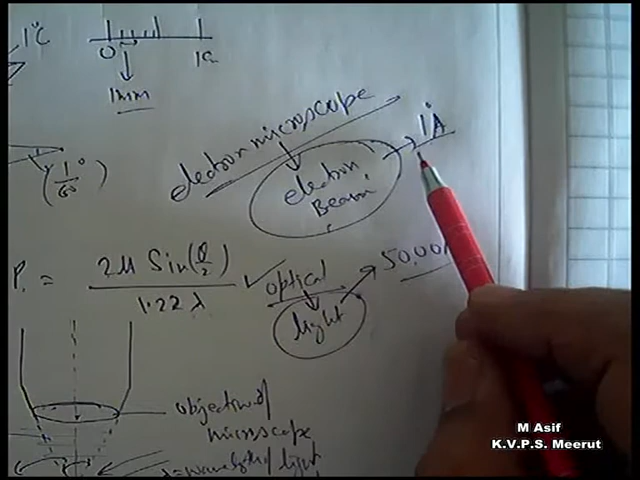 1°C
0 1c
1mm
electron microscope
electron
Beam
1Å
(1/60°)
P. = 2μ Sin(θ/2) / 1.22 λ
optical
light
50,00
objective of
microscope
λ = wavelength of light
M Asif
K.V.P.S. Meerut